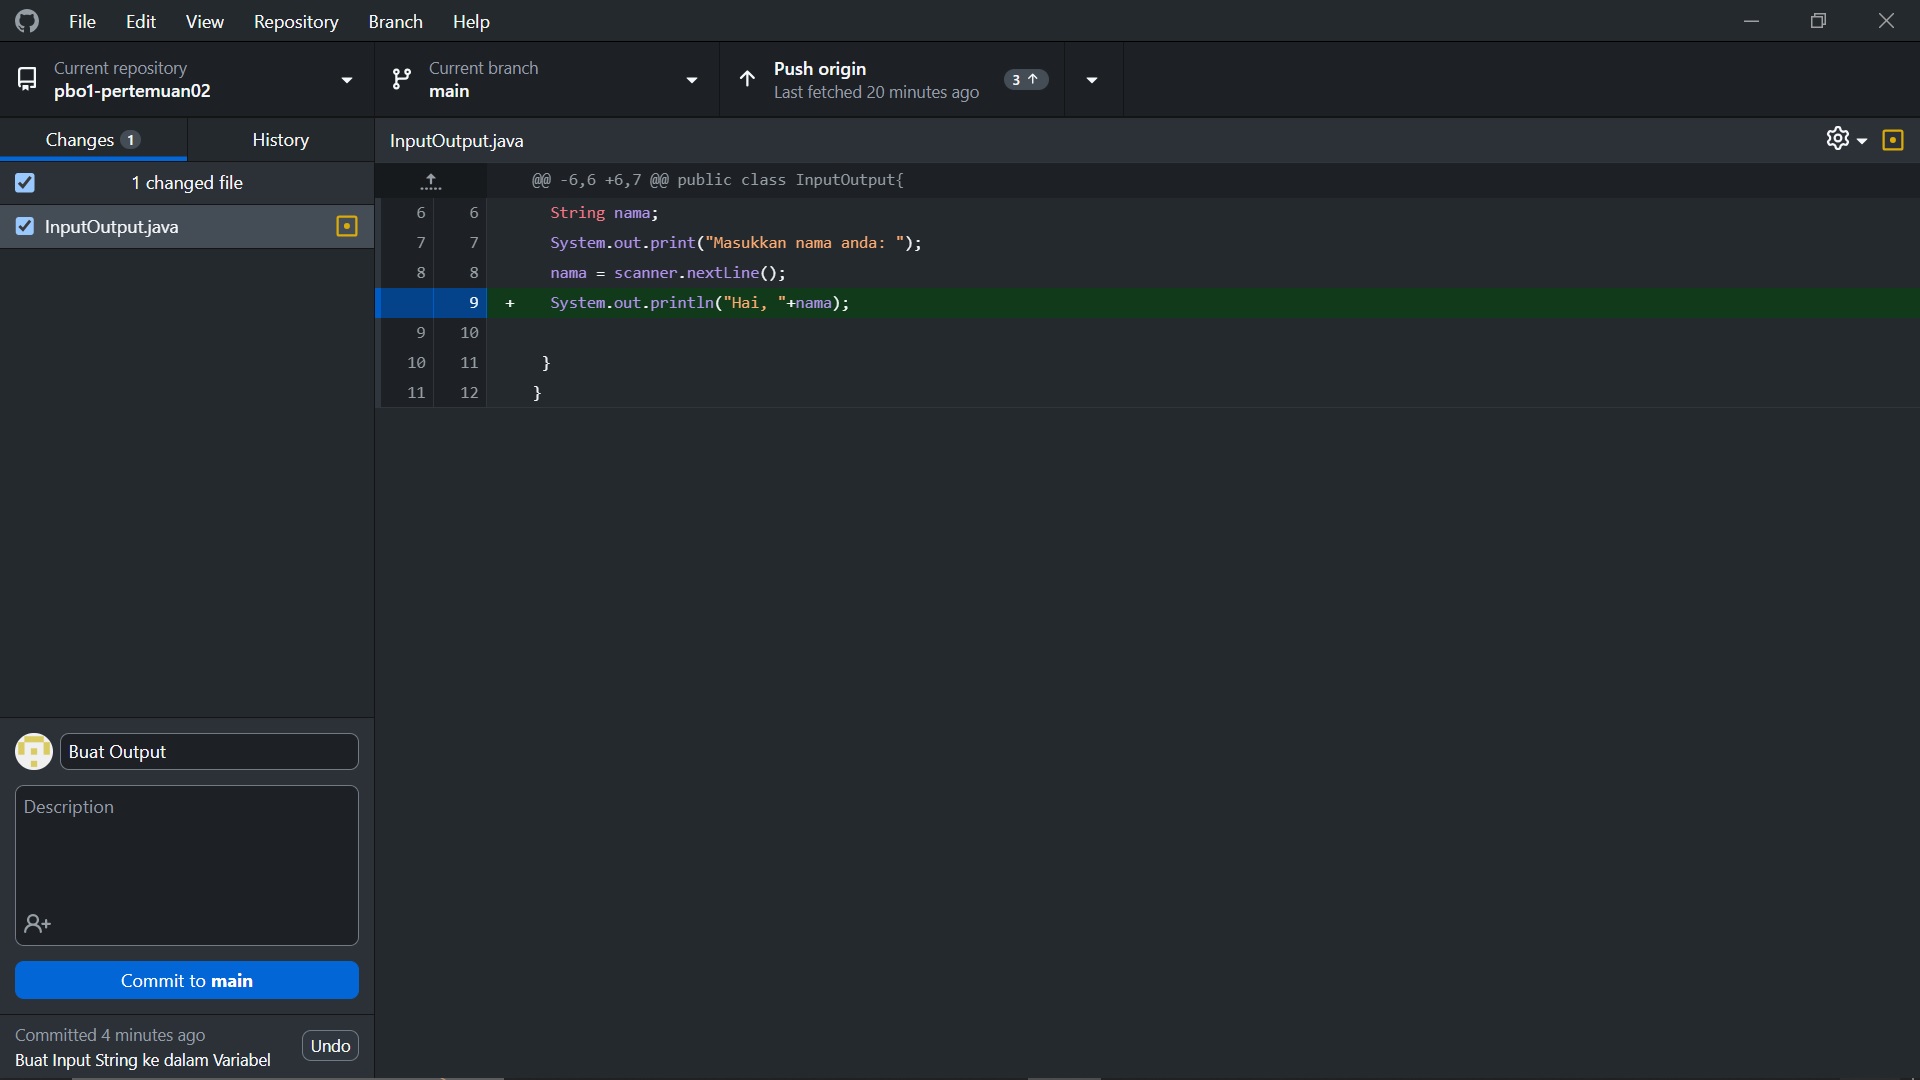 File Edit View Repository Branch Help
Current repository
pbo1-pertemuan02
Current branch
main
Push origin
Last fetched 20 minutes ago
3
Changes 1
History
InputOutput.java
1 changed file
InputOutput.java
@@ -6,6 +6,7 @@ public class InputOutput{
6 6 String nama;
7 7 System.out.print("Masukkan nama anda: ");
8 8 nama = scanner.nextLine();
9 + System.out.println("Hai, "+nama);
9 10
10 11 }
11 12 }
Buat Output
Description
Commit to main
Committed 4 minutes ago
Buat Input String ke dalam Variabel
Undo